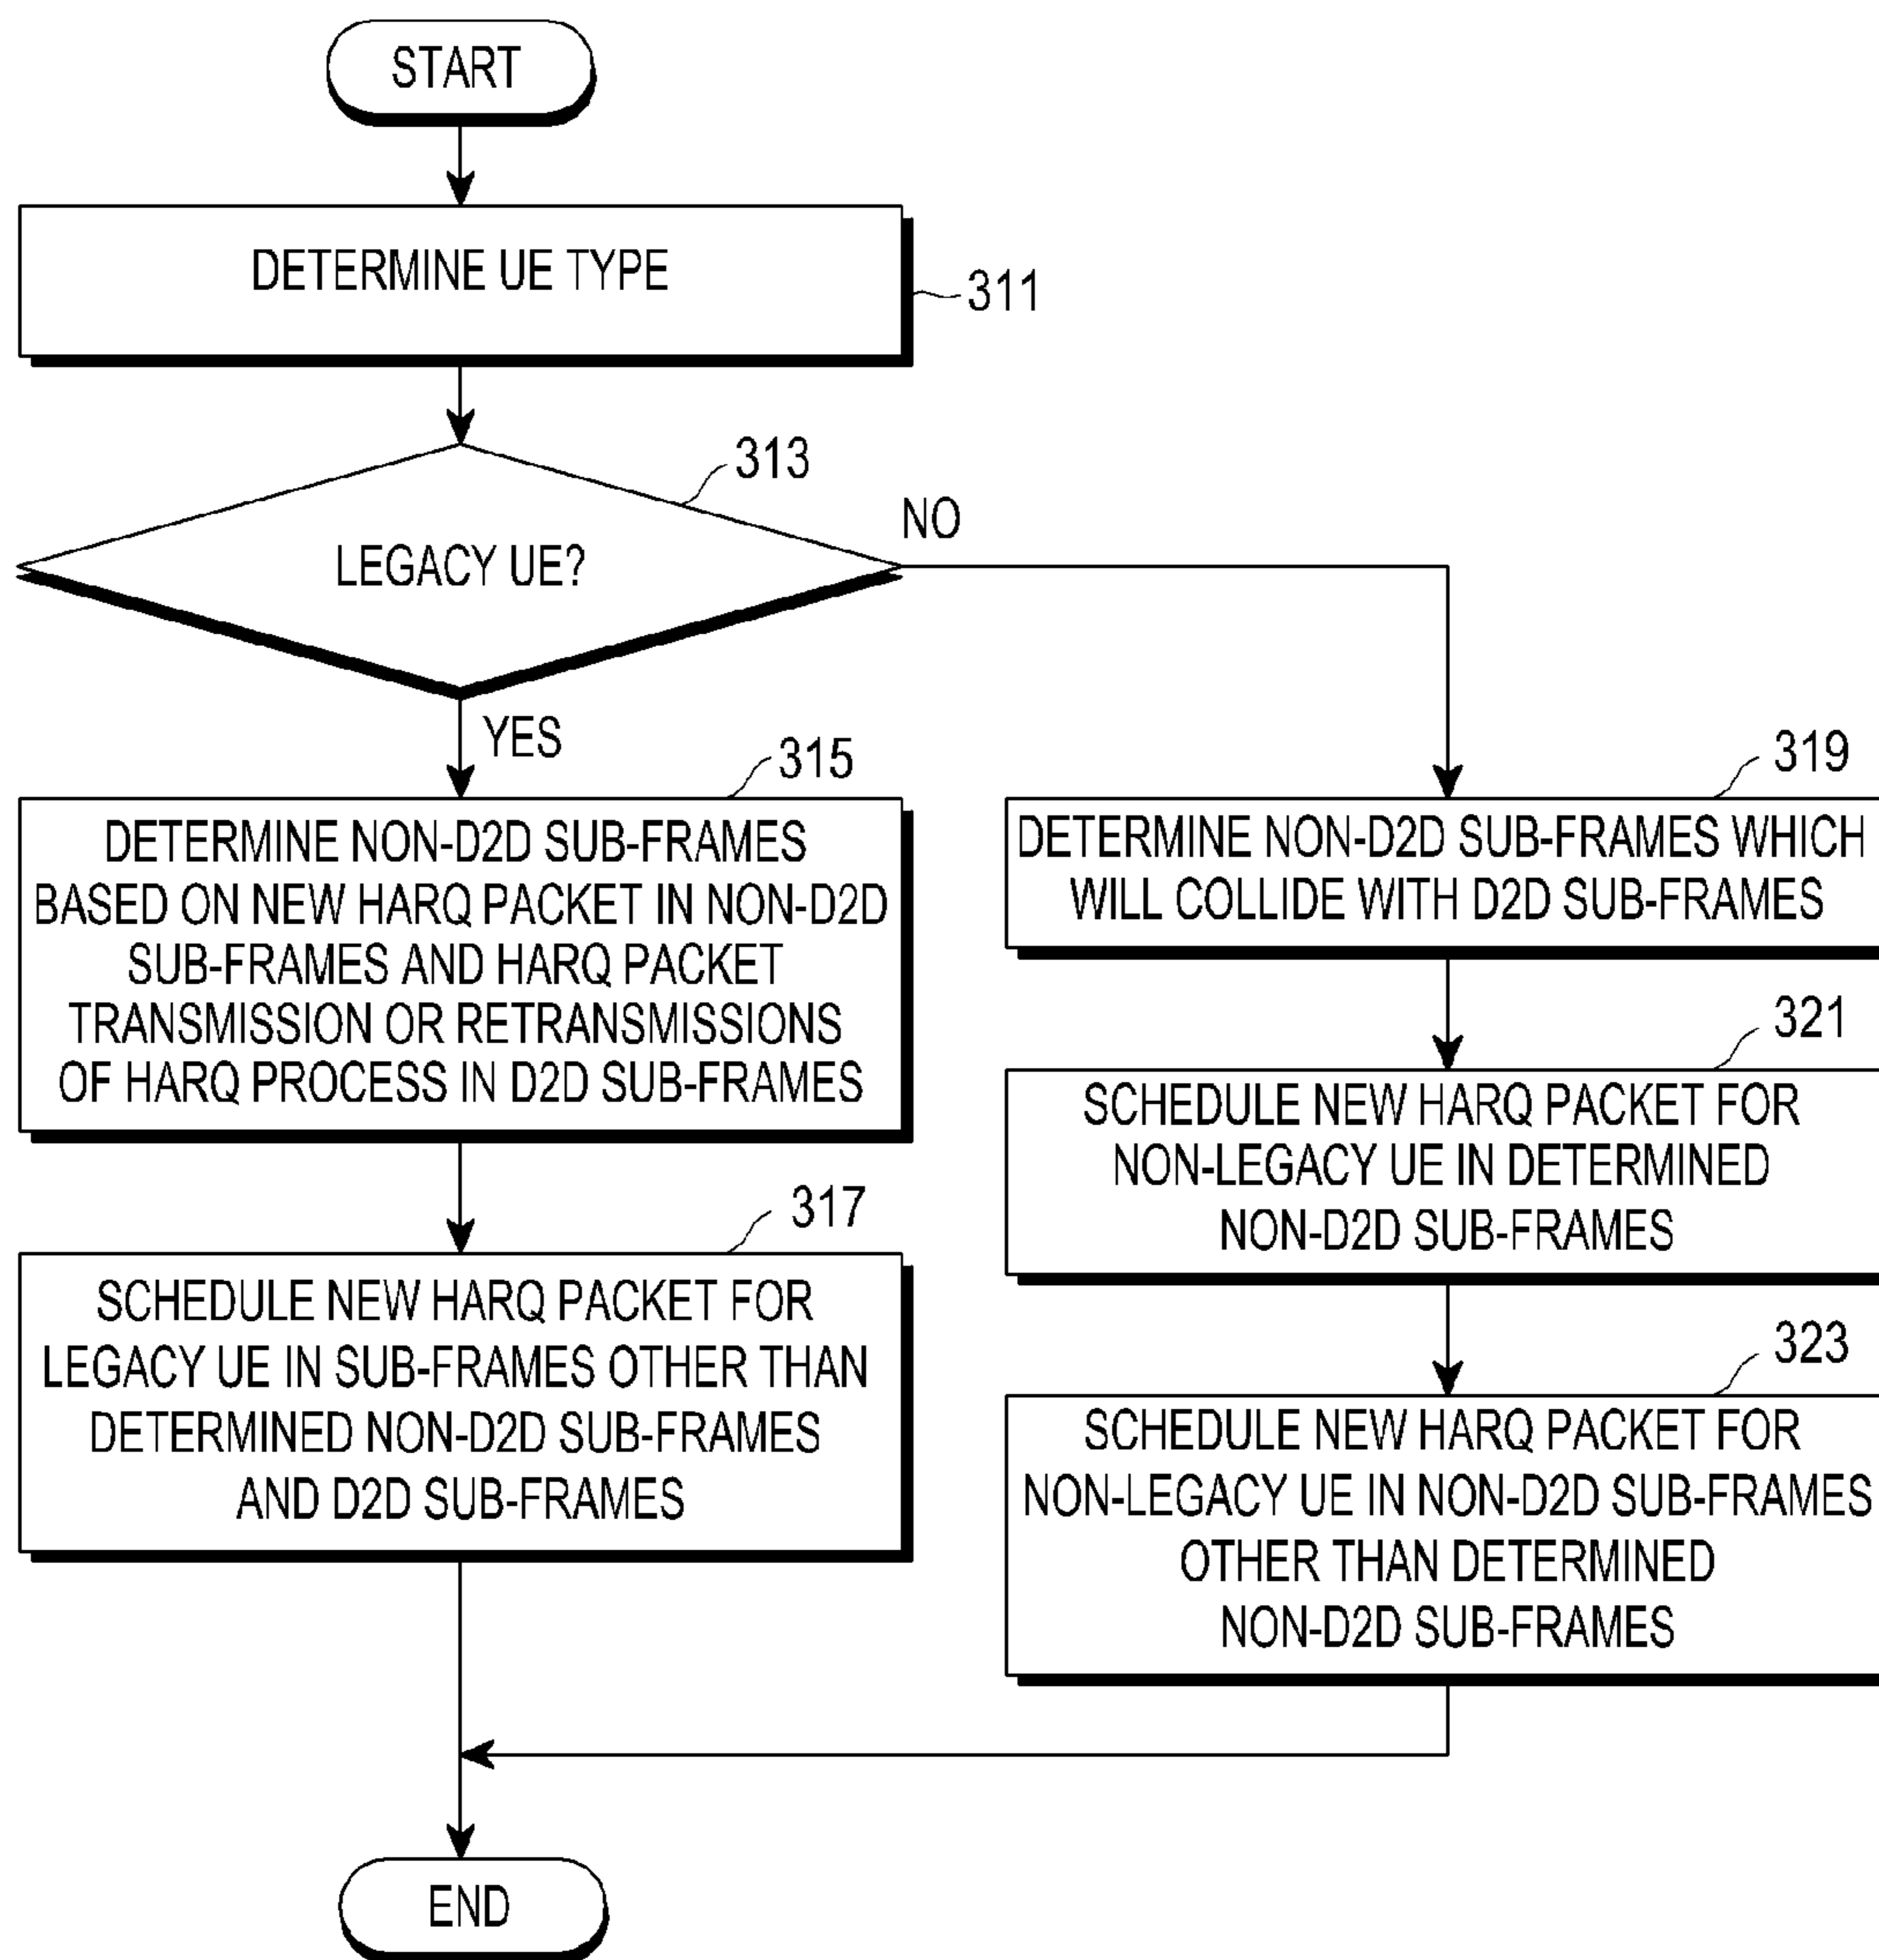 START
DETERMINE UE TYPE
311
313
LEGACY UE?
NO
YES
315
DETERMINE NON-D2D SUB-FRAMES
BASED ON NEW HARQ PACKET IN NON-D2D
SUB-FRAMES AND HARQ PACKET
TRANSMISSION OR RETRANSMISSIONS
OF HARQ PROCESS IN D2D SUB-FRAMES
317
SCHEDULE NEW HARQ PACKET FOR
LEGACY UE IN SUB-FRAMES OTHER THAN
DETERMINED NON-D2D SUB-FRAMES
AND D2D SUB-FRAMES
319
DETERMINE NON-D2D SUB-FRAMES WHICH
WILL COLLIDE WITH D2D SUB-FRAMES
321
SCHEDULE NEW HARQ PACKET FOR
NON-LEGACY UE IN DETERMINED
NON-D2D SUB-FRAMES
323
SCHEDULE NEW HARQ PACKET FOR
NON-LEGACY UE IN NON-D2D SUB-FRAMES
OTHER THAN DETERMINED
NON-D2D SUB-FRAMES
END